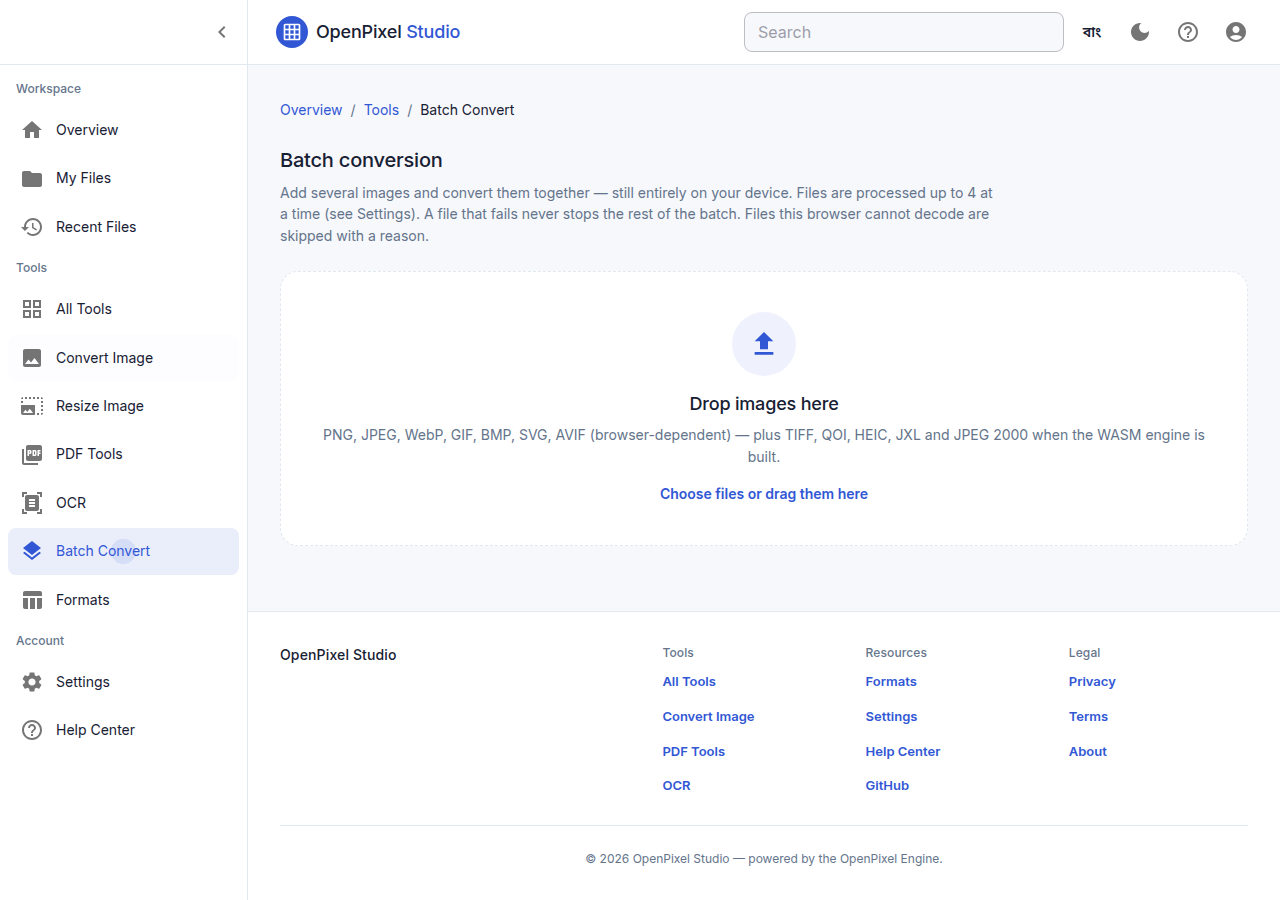 OpenPixel Studio
Search
বাং
Workspace
Overview
My Files
Recent Files
Tools
All Tools
Convert Image
Resize Image
PDF Tools
OCR
Batch Convert
Formats
Account
Settings
Help Center
Overview / Tools / Batch Convert
Batch conversion
Add several images and convert them together — still entirely on your device. Files are processed up to 4 at
a time (see Settings). A file that fails never stops the rest of the batch. Files this browser cannot decode are
skipped with a reason.
Drop images here
PNG, JPEG, WebP, GIF, BMP, SVG, AVIF (browser-dependent) — plus TIFF, QOI, HEIC, JXL and JPEG 2000 when the WASM engine is
built.
Choose files or drag them here
OpenPixel Studio
Tools
All Tools
Convert Image
PDF Tools
OCR
Resources
Formats
Settings
Help Center
GitHub
Legal
Privacy
Terms
About
© 2026 OpenPixel Studio — powered by the OpenPixel Engine.